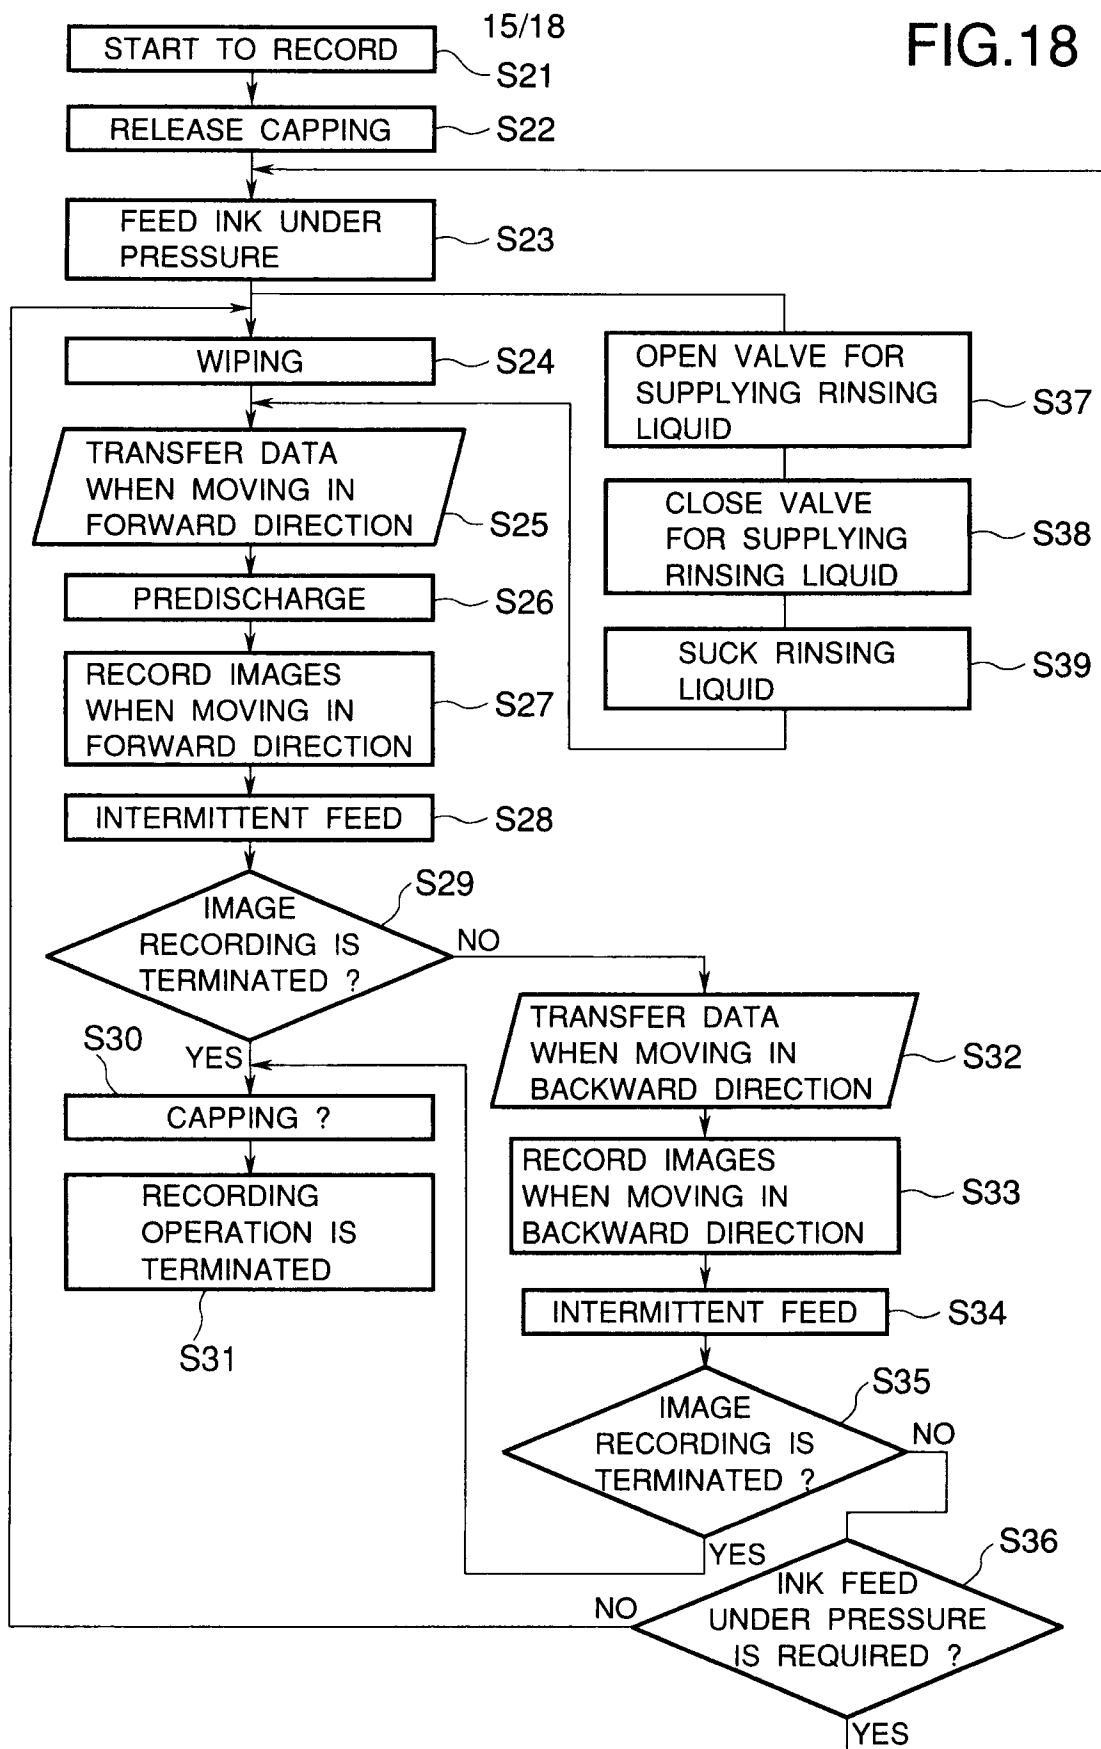 15/18
FIG.18
START TO RECORD
S21
RELEASE CAPPING
S22
FEED INK UNDER
PRESSURE
S23
WIPING
S24
TRANSFER DATA
WHEN MOVING IN
FORWARD DIRECTION
S25
PREDISCHARGE
S26
RECORD IMAGES
WHEN MOVING IN
FORWARD DIRECTION
S27
INTERMITTENT FEED
S28
IMAGE
RECORDING IS
TERMINATED ?
S29
NO
YES
S30
CAPPING ?
RECORDING
OPERATION IS
TERMINATED
S31
OPEN VALVE FOR
SUPPLYING RINSING
LIQUID
S37
CLOSE VALVE
FOR SUPPLYING
RINSING LIQUID
S38
SUCK RINSING
LIQUID
S39
TRANSFER DATA
WHEN MOVING IN
BACKWARD DIRECTION
S32
RECORD IMAGES
WHEN MOVING IN
BACKWARD DIRECTION
S33
INTERMITTENT FEED
S34
IMAGE
RECORDING IS
TERMINATED ?
S35
NO
YES
INK FEED
UNDER PRESSURE
IS REQUIRED ?
S36
NO
YES